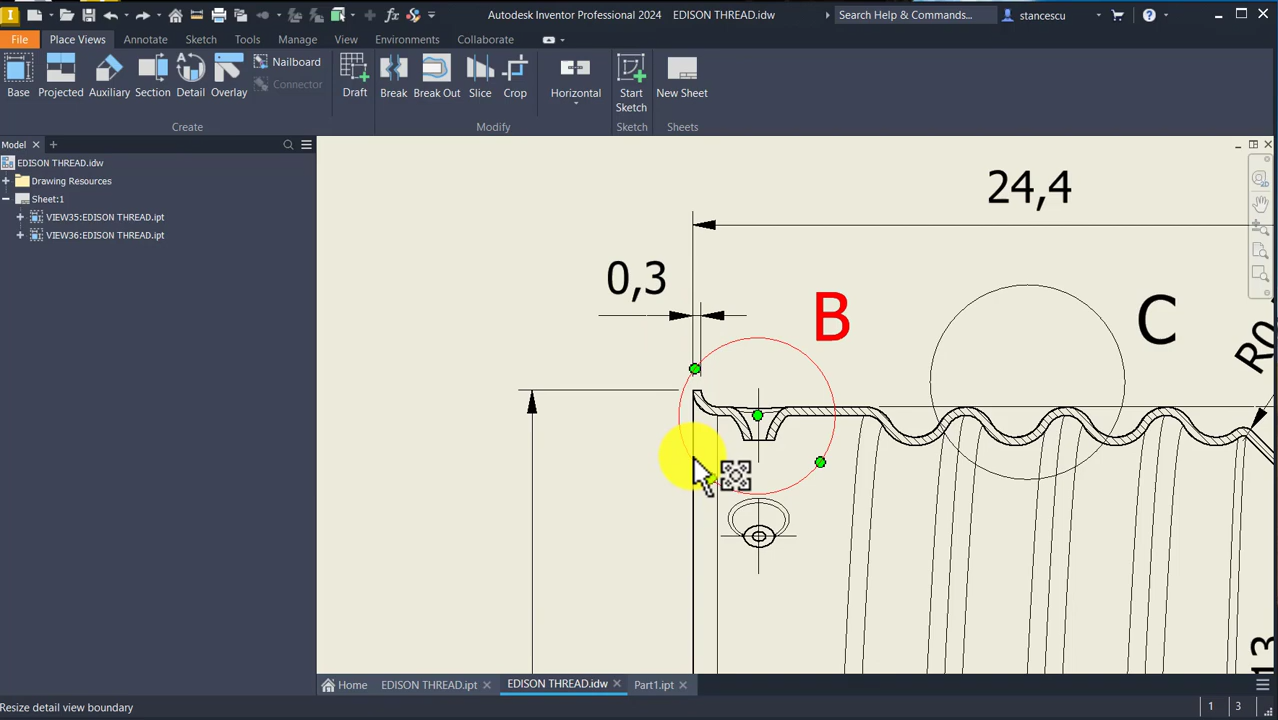 Autodesk Inventor Professional 2024 EDISON THREAD.idw
Search Help & Commands...
stancescu
File Place Views Annotate Sketch Tools Manage View Environments Collaborate
Base
Projected
Auxiliary
Section
Detail
Overlay
Nailboard
Connector
Draft
Break
Break Out
Slice
Crop
Horizontal
Start Sketch
New Sheet
Create
Modify
Sketch
Sheets
Model
EDISON THREAD.idw
Drawing Resources
Sheet:1
VIEW35:EDISON THREAD.ipt
VIEW36:EDISON THREAD.ipt
24,4
0,3
B
C
R0
13
Home EDISON THREAD.ipt EDISON THREAD.idw Part1.ipt
Resize detail view boundary
1 3